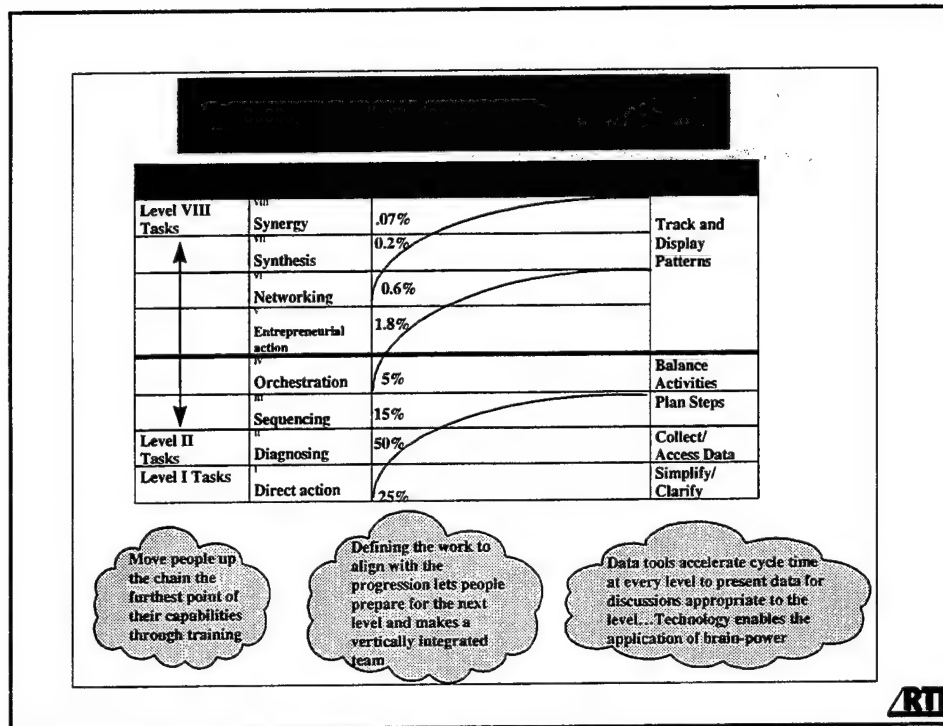 Level VIII
Tasks
VIII
Synergy
.07%
Track and
Display
Patterns
VII
Synthesis
0.2%
VI
Networking
0.6%
V
Entrepreneurial
action
1.8%
IV
Orchestration
5%
Balance
Activities
III
Sequencing
15%
Plan Steps
Level II
Tasks
II
Diagnosing
50%
Collect/
Access Data
Level I Tasks
I
Direct action
25%
Simplify/
Clarify
Move people up
the chain the
furthest point of
their capabilities
through training
Defining the work to
align with the
progression lets people
prepare for the next
level and makes a
vertically integrated
team
Data tools accelerate cycle time
at every level to present data for
discussions appropriate to the
level...Technology enables the
application of brain-power